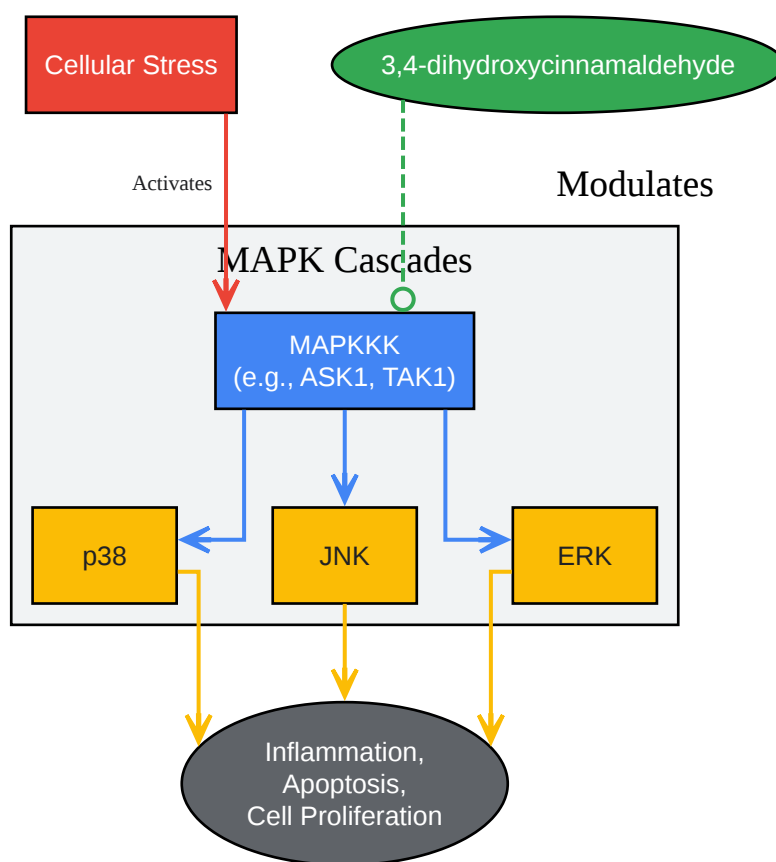 Cellular Stress
3,4-dihydroxycinnamaldehyde
Activates
Modulates
MAPK Cascades
MAPKKK
(e.g., ASK1, TAK1)
p38
JNK
ERK
Inflammation,
Apoptosis,
Cell Proliferation